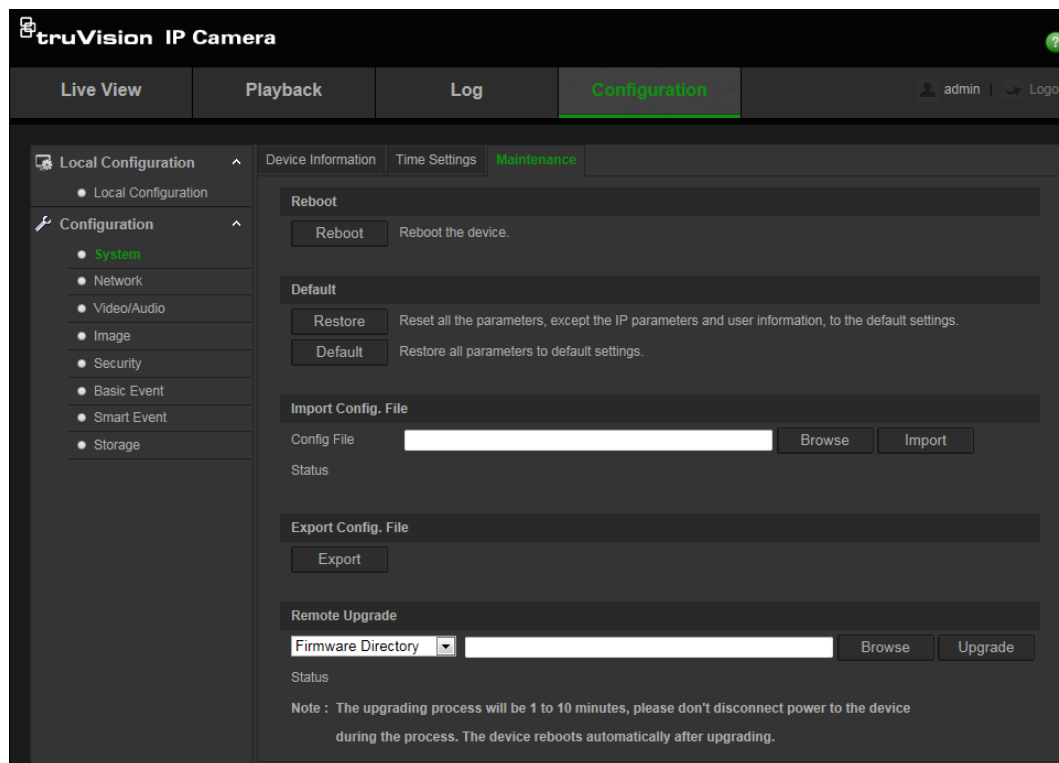 truVision IP Camera
?
Live View Playback Log Configuration admin | Logo
Local Configuration
Local Configuration
Configuration
System
Network
Video/Audio
Image
Security
Basic Event
Smart Event
Storage
Device Information Time Settings Maintenance
Reboot
Reboot Reboot the device.
Default
Restore Reset all the parameters, except the IP parameters and user information, to the default settings.
Default Restore all parameters to default settings.
Import Config. File
Config File Browse Import
Status
Export Config. File
Export
Remote Upgrade
Firmware Directory Browse Upgrade
Status
Note : The upgrading process will be 1 to 10 minutes, please don't disconnect power to the device
during the process. The device reboots automatically after upgrading.